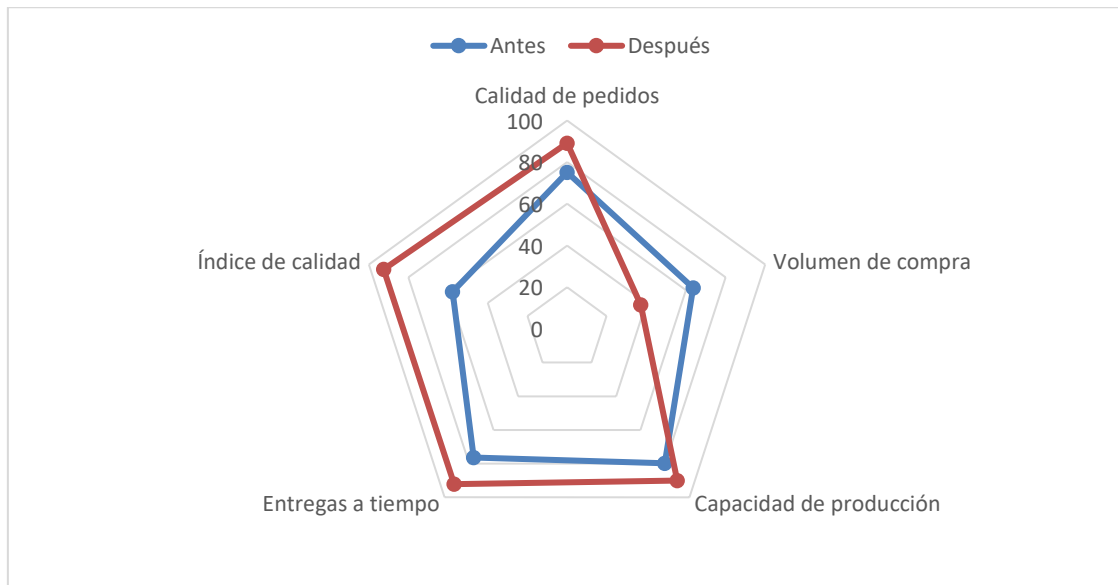 Antes Después
Calidad de pedidos
100
80
60
40
20
0
Índice de calidad
Volumen de compra
Entregas a tiempo
Capacidad de producción